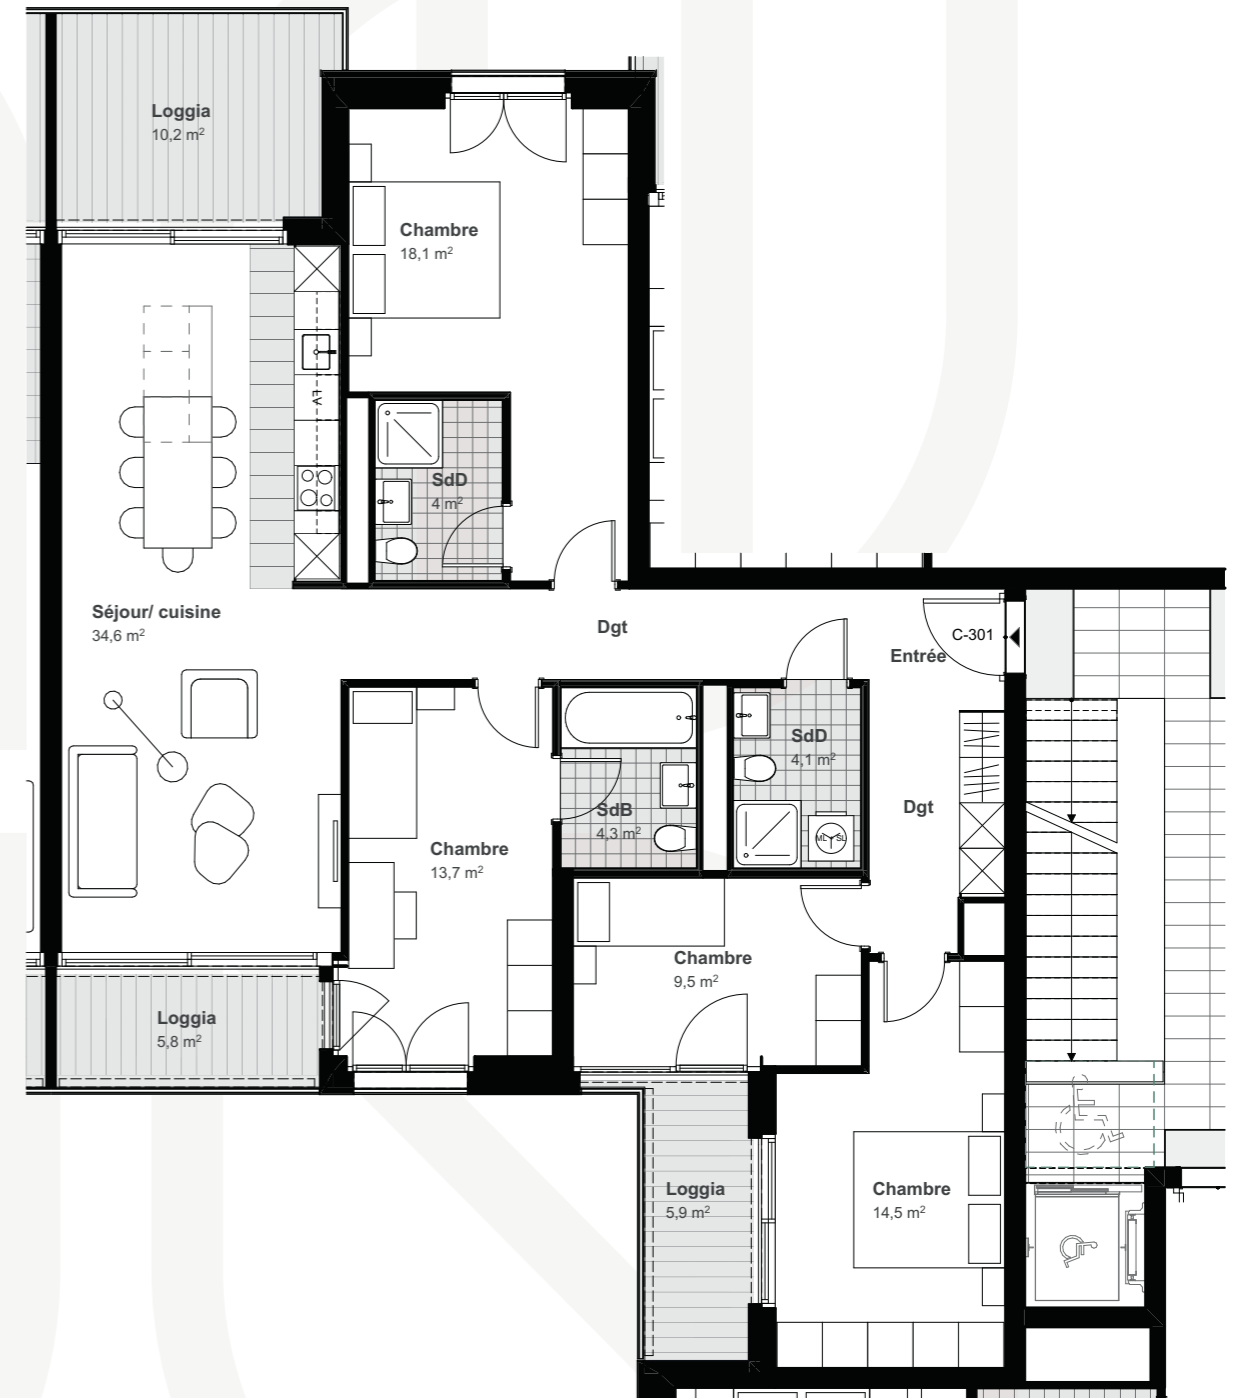 Loggia
10,2 m²
Chambre
18,1 m²
FV
SdD
4 m²
Séjour/ cuisine
34,6 m²
Dgt
C-301
Entrée
SdD
4,1 m²
SdB
4,3 m²
ML SL
Dgt
Chambre
13,7 m²
Chambre
9,5 m²
Loggia
5,8 m²
Loggia
5,9 m²
Chambre
14,5 m²